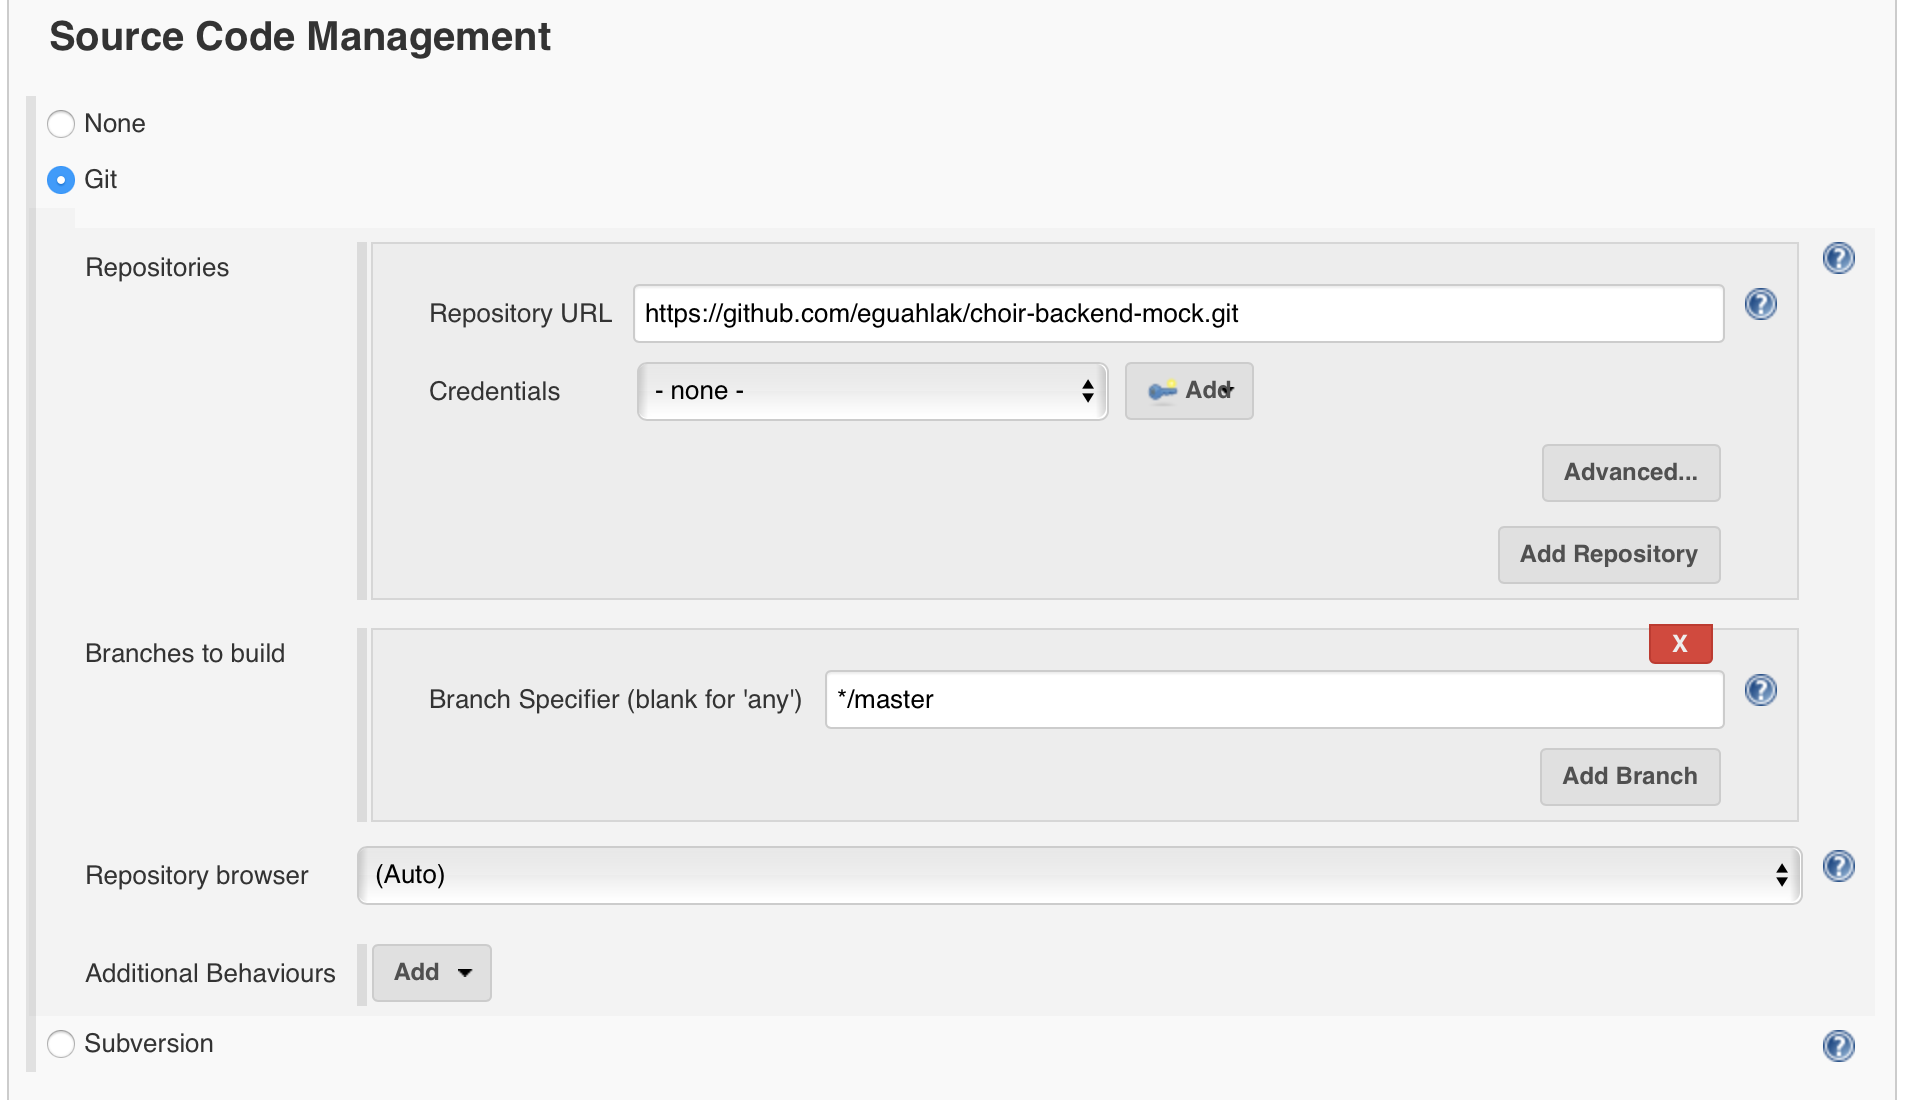 Source Code Management
None
Git
Repositories
Repository URL https://github.com/eguahlak/choir-backend-mock.git
Credentials - none - Add
Advanced...
Add Repository
Branches to build
X
Branch Specifier (blank for 'any') */master
Add Branch
Repository browser (Auto)
Additional Behaviours Add
Subversion